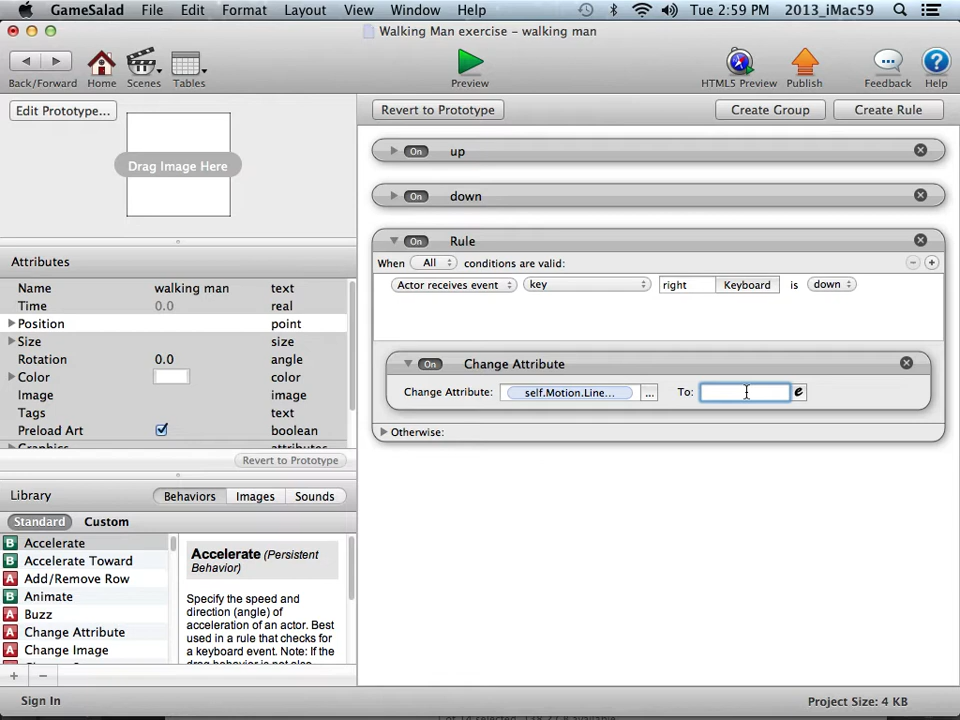 GameSalad File Edit Format Layout View Window Help Tue 2:59 PM 2013_iMac59
Walking Man exercise – walking man
Back/Forward Home Scenes Tables Preview HTML5 Preview Publish Feedback Help
Edit Prototype...
Drag Image Here
Attributes
Name walking man text
Time 0.0 real
Position point
Size size
Rotation 0.0 angle
Color color
Image image
Tags text
Preload Art boolean
Revert to Prototype
Library Behaviors Images Sounds
Standard Custom
B Accelerate
B Accelerate Toward
A Add/Remove Row
B Animate
A Buzz
A Change Attribute
A Change Image
Accelerate (Persistent
Behavior)
Specify the speed and
direction (angle) of
acceleration of an actor. Best
used in a rule that checks for
a keyboard event. Note: If the
Revert to Prototype Create Group Create Rule
On up
On down
On Rule
When All conditions are valid:
Actor receives event key right Keyboard is down
On Change Attribute
Change Attribute: self.Motion.Line... ... To: e
Otherwise:
Sign In Project Size: 4 KB